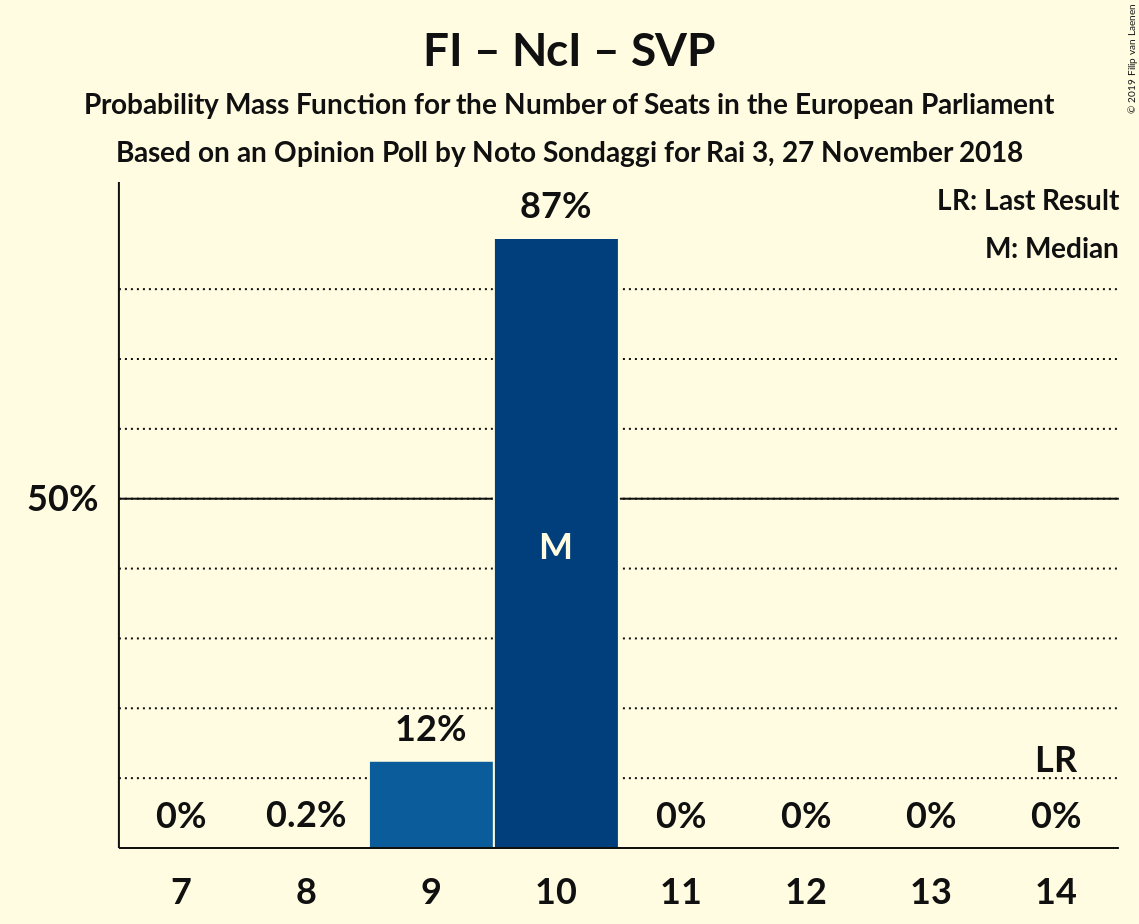 FI – NcI – SVP
Probability Mass Function for the Number of Seats in the European Parliament
Based on an Opinion Poll by Noto Sondaggi for Rai 3, 27 November 2018
© 2019 Filip van Laenen
LR: Last Result
M: Median
87%
50%
M
12%
LR
0% 0.2% 0% 0% 0% 0%
7 8 9 10 11 12 13 14